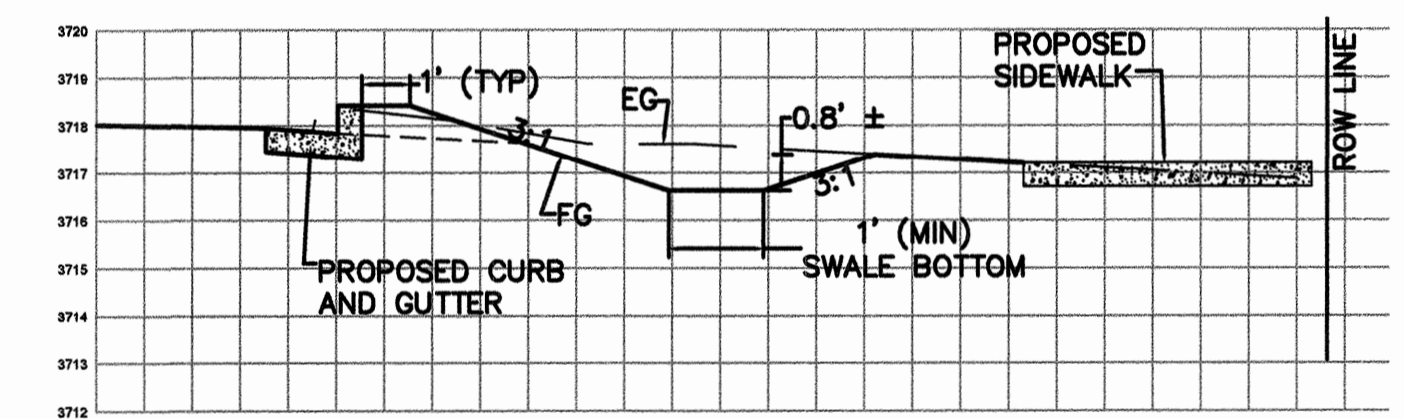 3720
3719
3718
3717
3716
3715
3714
3713
3712
1' (TYP)
3:1
EG
FG
0.8' ±
3:1
1' (MIN)
SWALE BOTTOM
PROPOSED CURB
AND GUTTER
PROPOSED
SIDEWALK
ROW LINE